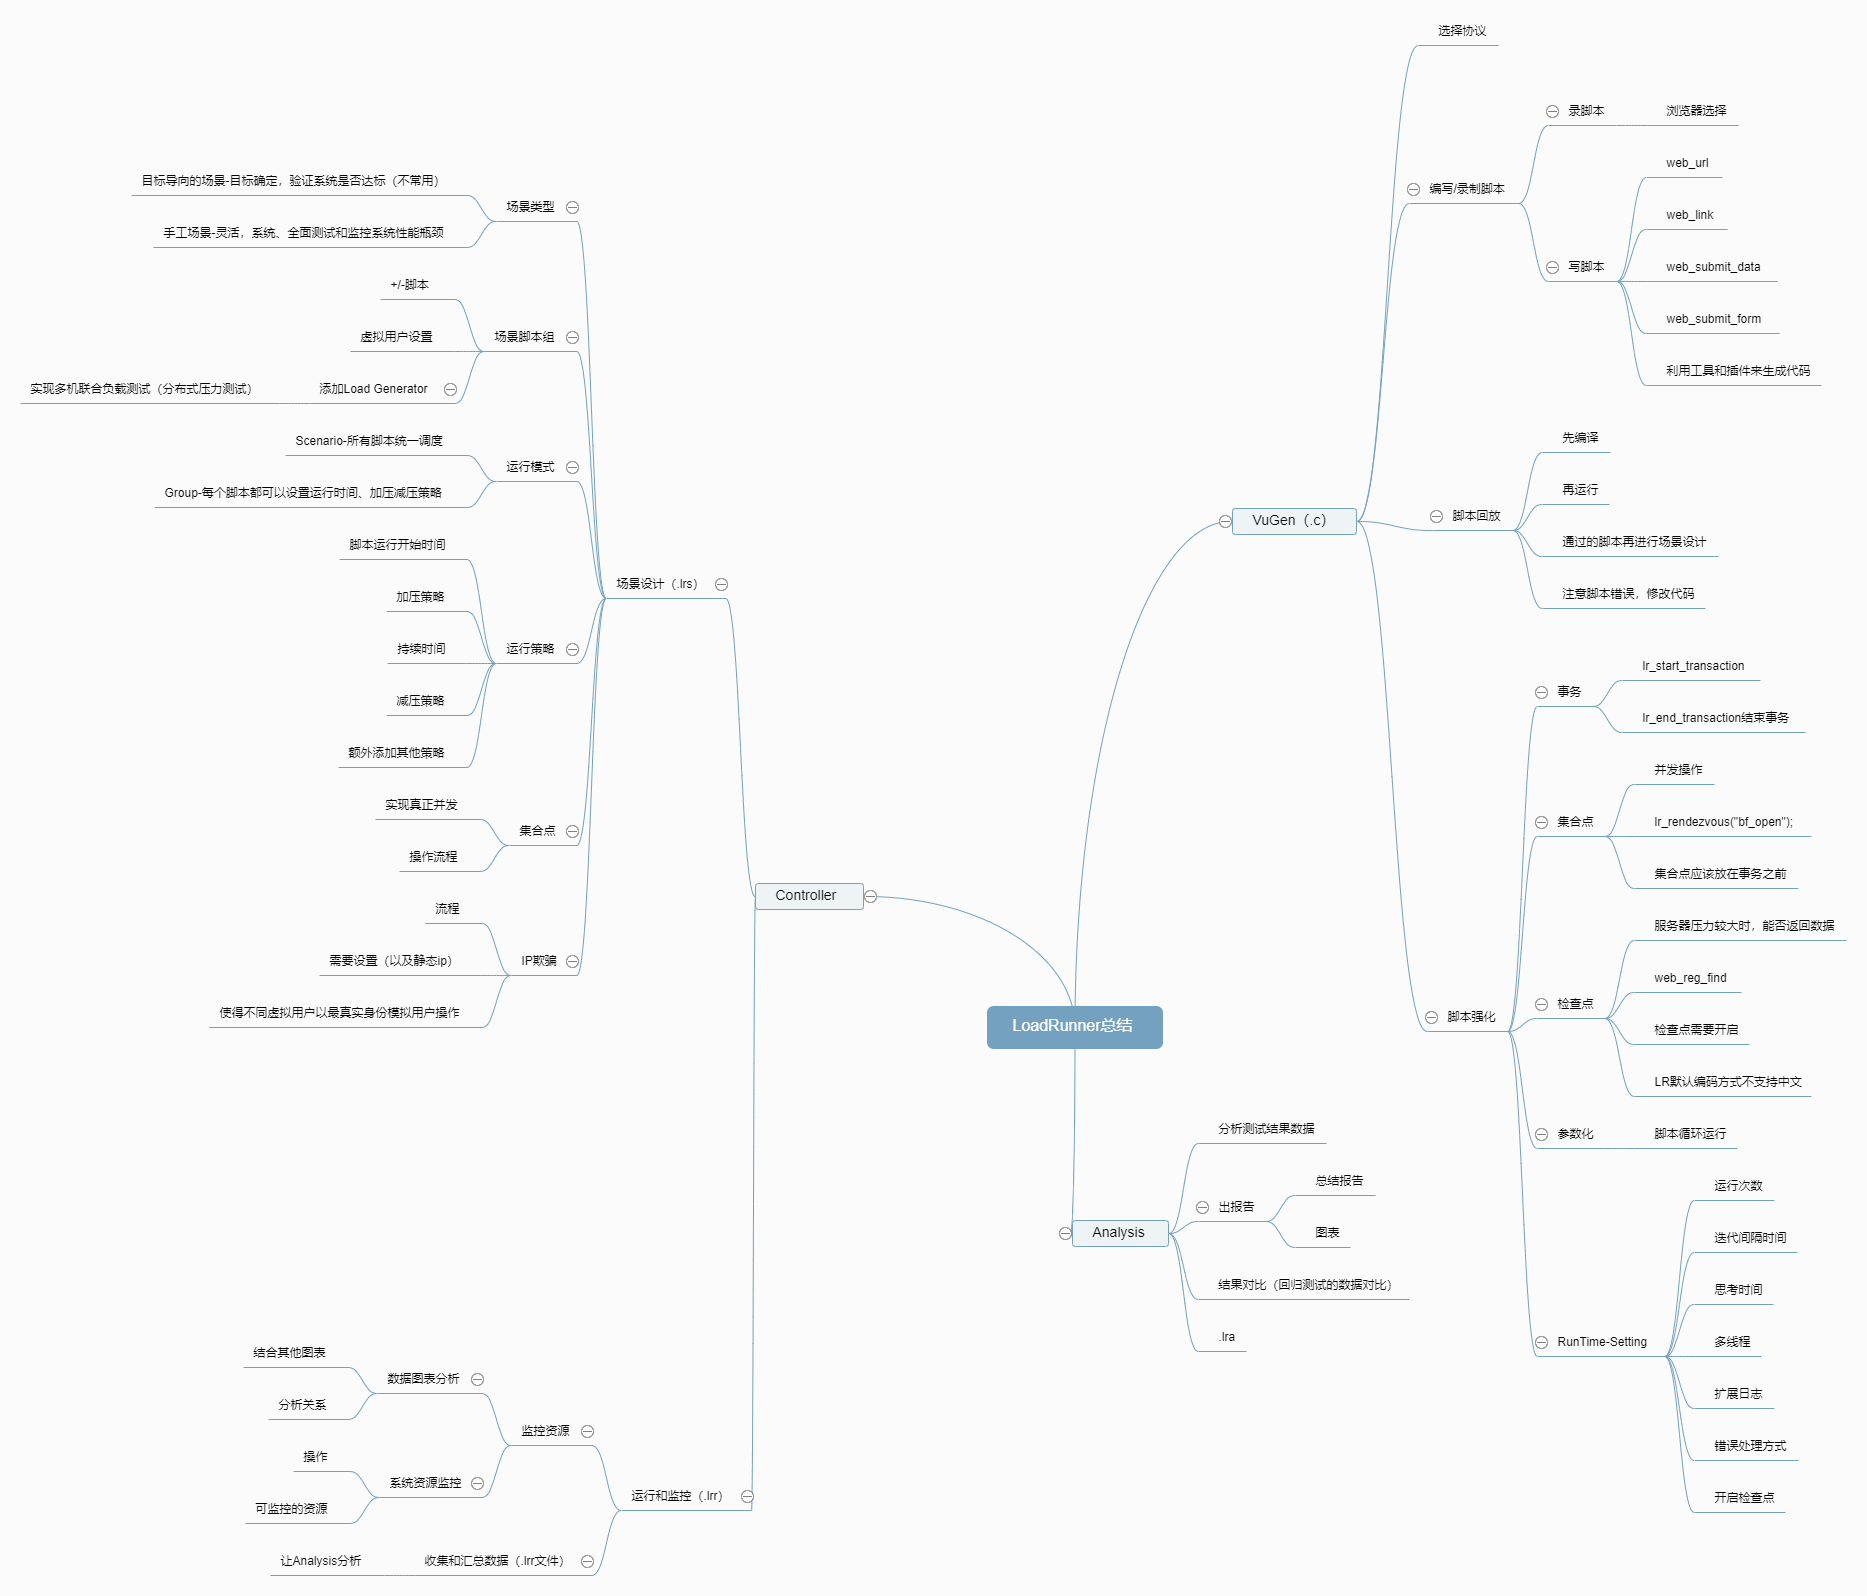 LoadRunner总结
VuGen（.c）
选择协议
编写/录制脚本
录脚本
浏览器选择
写脚本
web_url
web_link
web_submit_data
web_submit_form
利用工具和插件来生成代码
脚本回放
先编译
再运行
通过的脚本再进行场景设计
注意脚本错误，修改代码
脚本强化
事务
lr_start_transaction
lr_end_transaction结束事务
集合点
并发操作
lr_rendezvous("bf_open");
集合点应该放在事务之前
检查点
服务器压力较大时，能否返回数据
web_reg_find
检查点需要开启
LR默认编码方式不支持中文
参数化
脚本循环运行
RunTime-Setting
运行次数
迭代间隔时间
思考时间
多线程
扩展日志
错误处理方式
开启检查点
Controller
场景设计（.lrs）
场景类型
目标导向的场景-目标确定，验证系统是否达标（不常用）
手工场景-灵活，系统、全面测试和监控系统性能瓶颈
场景脚本组
+/-脚本
虚拟用户设置
添加Load Generator
实现多机联合负载测试（分布式压力测试）
运行模式
Scenario-所有脚本统一调度
Group-每个脚本都可以设置运行时间、加压减压策略
运行策略
脚本运行开始时间
加压策略
持续时间
减压策略
额外添加其他策略
集合点
实现真正并发
操作流程
IP欺骗
流程
需要设置（以及静态ip）
使得不同虚拟用户以最真实身份模拟用户操作
运行和监控（.lrr）
监控资源
数据图表分析
结合其他图表
分析关系
系统资源监控
操作
可监控的资源
收集和汇总数据（.lrr文件）
让Analysis分析
Analysis
分析测试结果数据
出报告
总结报告
图表
结果对比（回归测试的数据对比）
.lra